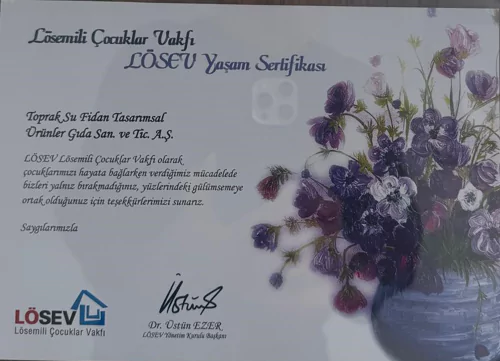 Lösemili Çocuklar Vakfı
LÖSEV Yaşam Sertifikası
Toprak Su Fidan Tasarımsal
Ürünler Gıda San. ve Tic. A.Ş.
LÖSEV Lösemili Çocuklar Vakfı olarak
çocuklarımızı hayata bağlarken verdiğimiz mücadelede
bizleri yalnız bırakmadığınız, yüzlerindeki gülümsemeye
ortak olduğunuz için teşekkürlerimizi sunarız.
Saygılarımızla
LÖSEV
Lösemili Çocuklar Vakfı
Dr. Üstün EZER
LÖSEV Yönetim Kurulu Başkanı